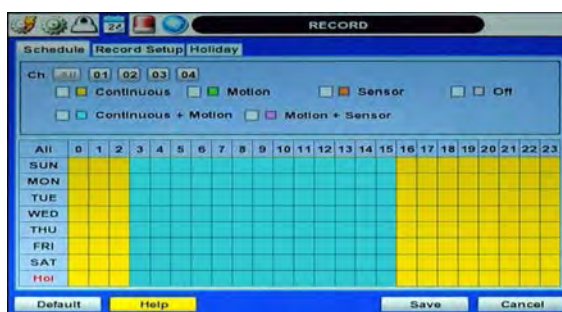 RECORD
Schedule Record Setup Holiday
Ch All 01 02 03 04
Continuous Motion Sensor Off
Continuous + Motion Motion + Sensor
All 0 1 2 3 4 5 6 7 8 9 10 11 12 13 14 15 16 17 18 19 20 21 22 23
SUN
MON
TUE
WED
THU
FRI
SAT
Hol
Default Help Save Cancel